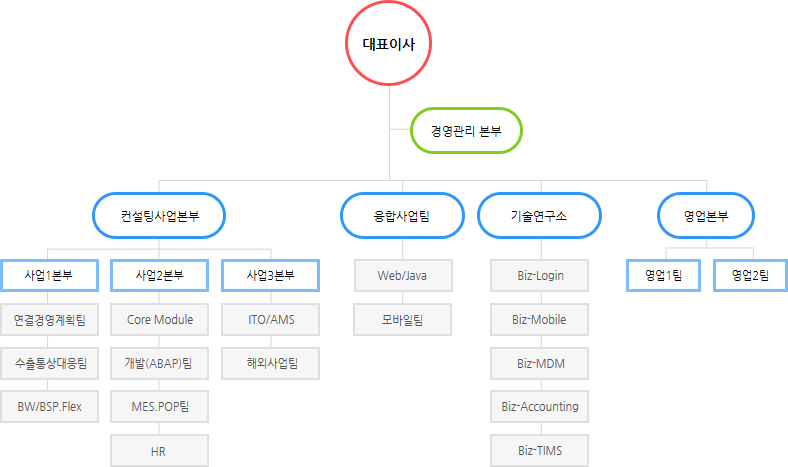 대표이사
경영관리 본부
컨설팅사업본부
융합사업팀
기술연구소
영업본부
사업1본부
사업2본부
사업3본부
Web/Java
Biz-Login
영업1팀
영업2팀
연결경영계획팀
Core Module
ITO/AMS
모바일팀
Biz-Mobile
수출통상대응팀
개발(ABAP)팀
해외사업팀
Biz-MDM
BW/BSP.Flex
MES.POP팀
Biz-Accounting
HR
Biz-TIMS